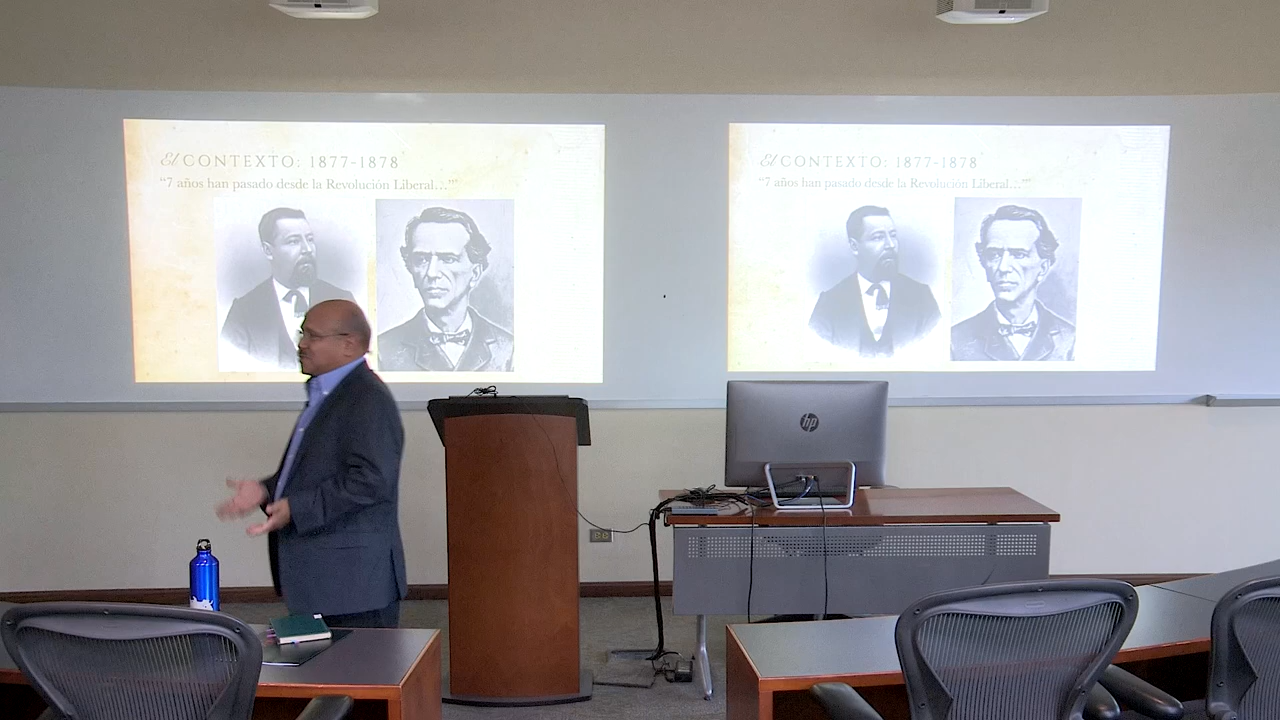 El CONTEXTO: 1877-1878
“7 años han pasado desde la Revolución Liberal…”’
El CONTEXTO: 1877-1878
“7 años han pasado desde la Revolución Liberal…”’
hp